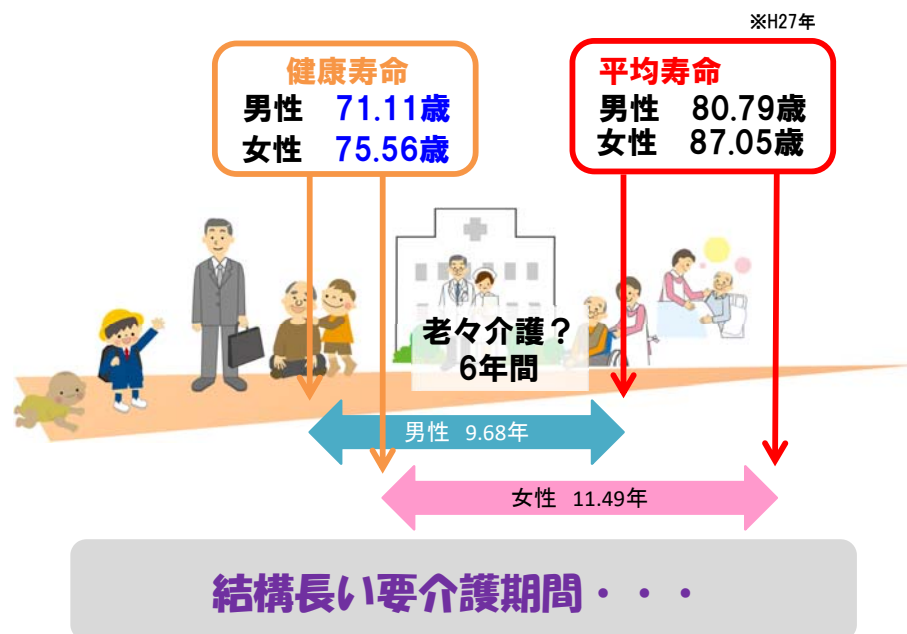 ※H27年
健康寿命
男性 71.11歳
女性 75.56歳
平均寿命
男性 80.79歳
女性 87.05歳
老々介護?
6年間
男性 9.68年
女性 11.49年
結構長い要介護期間・・・